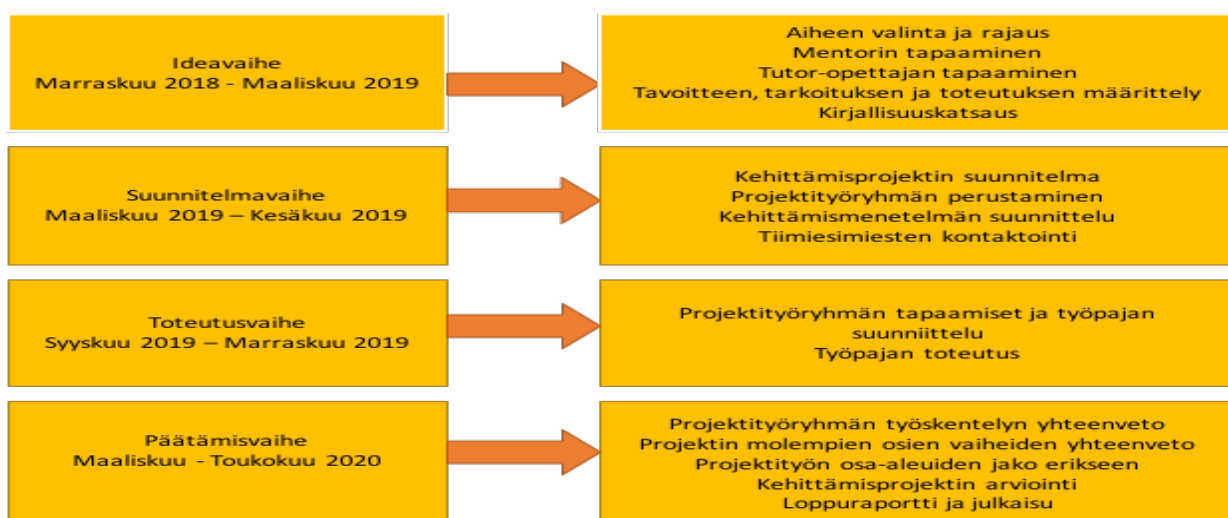 Ideavaihe
Marraskuu 2018 - Maaliskuu 2019
Aiheen valinta ja rajaus
Mentorin tapaaminen
Tutor-opettajan tapaaminen
Tavoitteen, tarkoituksen ja toteutuksen määrittely
Kirjallisuuskatsaus
Suunnitelmavaihe
Maaliskuu 2019 – Kesäkuu 2019
Kehittämisprojektin suunnitelma
Projektityöryhmän perustaminen
Kehittämismenetelmän suunnittelu
Tiimiesimiesten kontaktointi
Toteutusvaihe
Syyskuu 2019 – Marraskuu 2019
Projektityöryhmän tapaamiset ja työpajan
suunniittelu
Työpajan toteutus
Päätämisvaihe
Maaliskuu - Toukokuu 2020
Projektityöryhmän työskentelyn yhteenveto
Projektin molempien osien vaiheiden yhteenveto
Projektityön osa-aleuiden jako erikseen
Kehittämisprojektin arviointi
Loppuraportti ja julkaisu